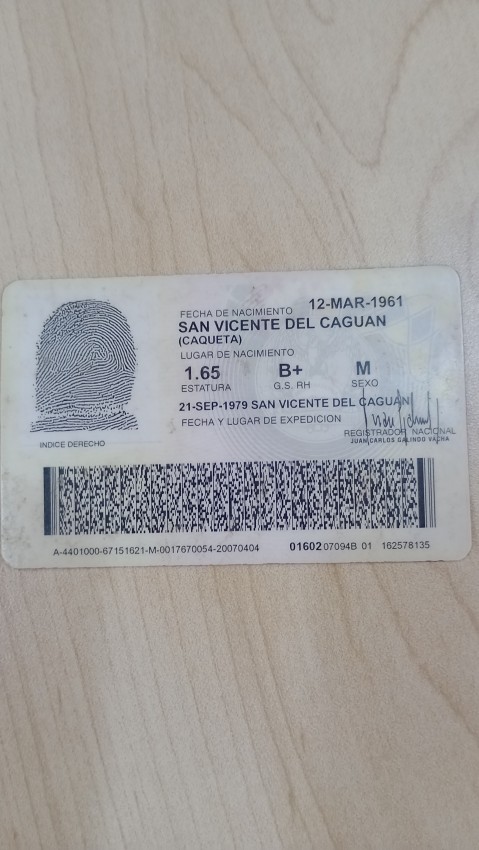 FECHA DE NACIMIENTO 12-MAR-1961
SAN VICENTE DEL CAGUAN
(CAQUETA)
LUGAR DE NACIMIENTO
1.65 B+ M
ESTATURA G.S. RH SEXO
21-SEP-1979 SAN VICENTE DEL CAGUAN
FECHA Y LUGAR DE EXPEDICION
REGISTRADOR NACIONAL
JUAN CARLOS GALINDO VACHA
INDICE DERECHO
A-4401000-67151621-M-0017670054-20070404 01602 07094B 01 162578135